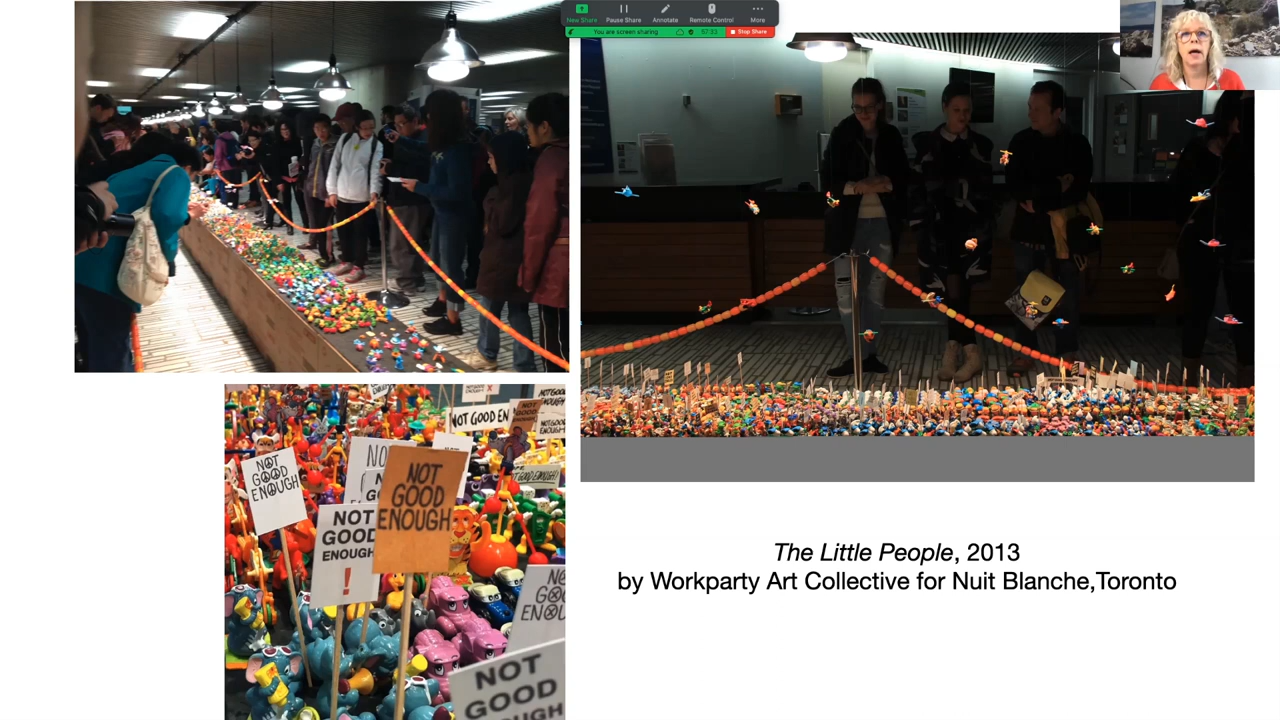 New Share
Pause Share
Annotate
Remote Control
More
You are screen sharing
57:33
Stop Share
NOT GOOD EN
NOT
GOOD
ENOUGH
NOT
GOOD
ENOUGH
!
NOT
GOOD
ENOUGH
NOT
GOOD
The Little People, 2013
by Workparty Art Collective for Nuit Blanche,Toronto